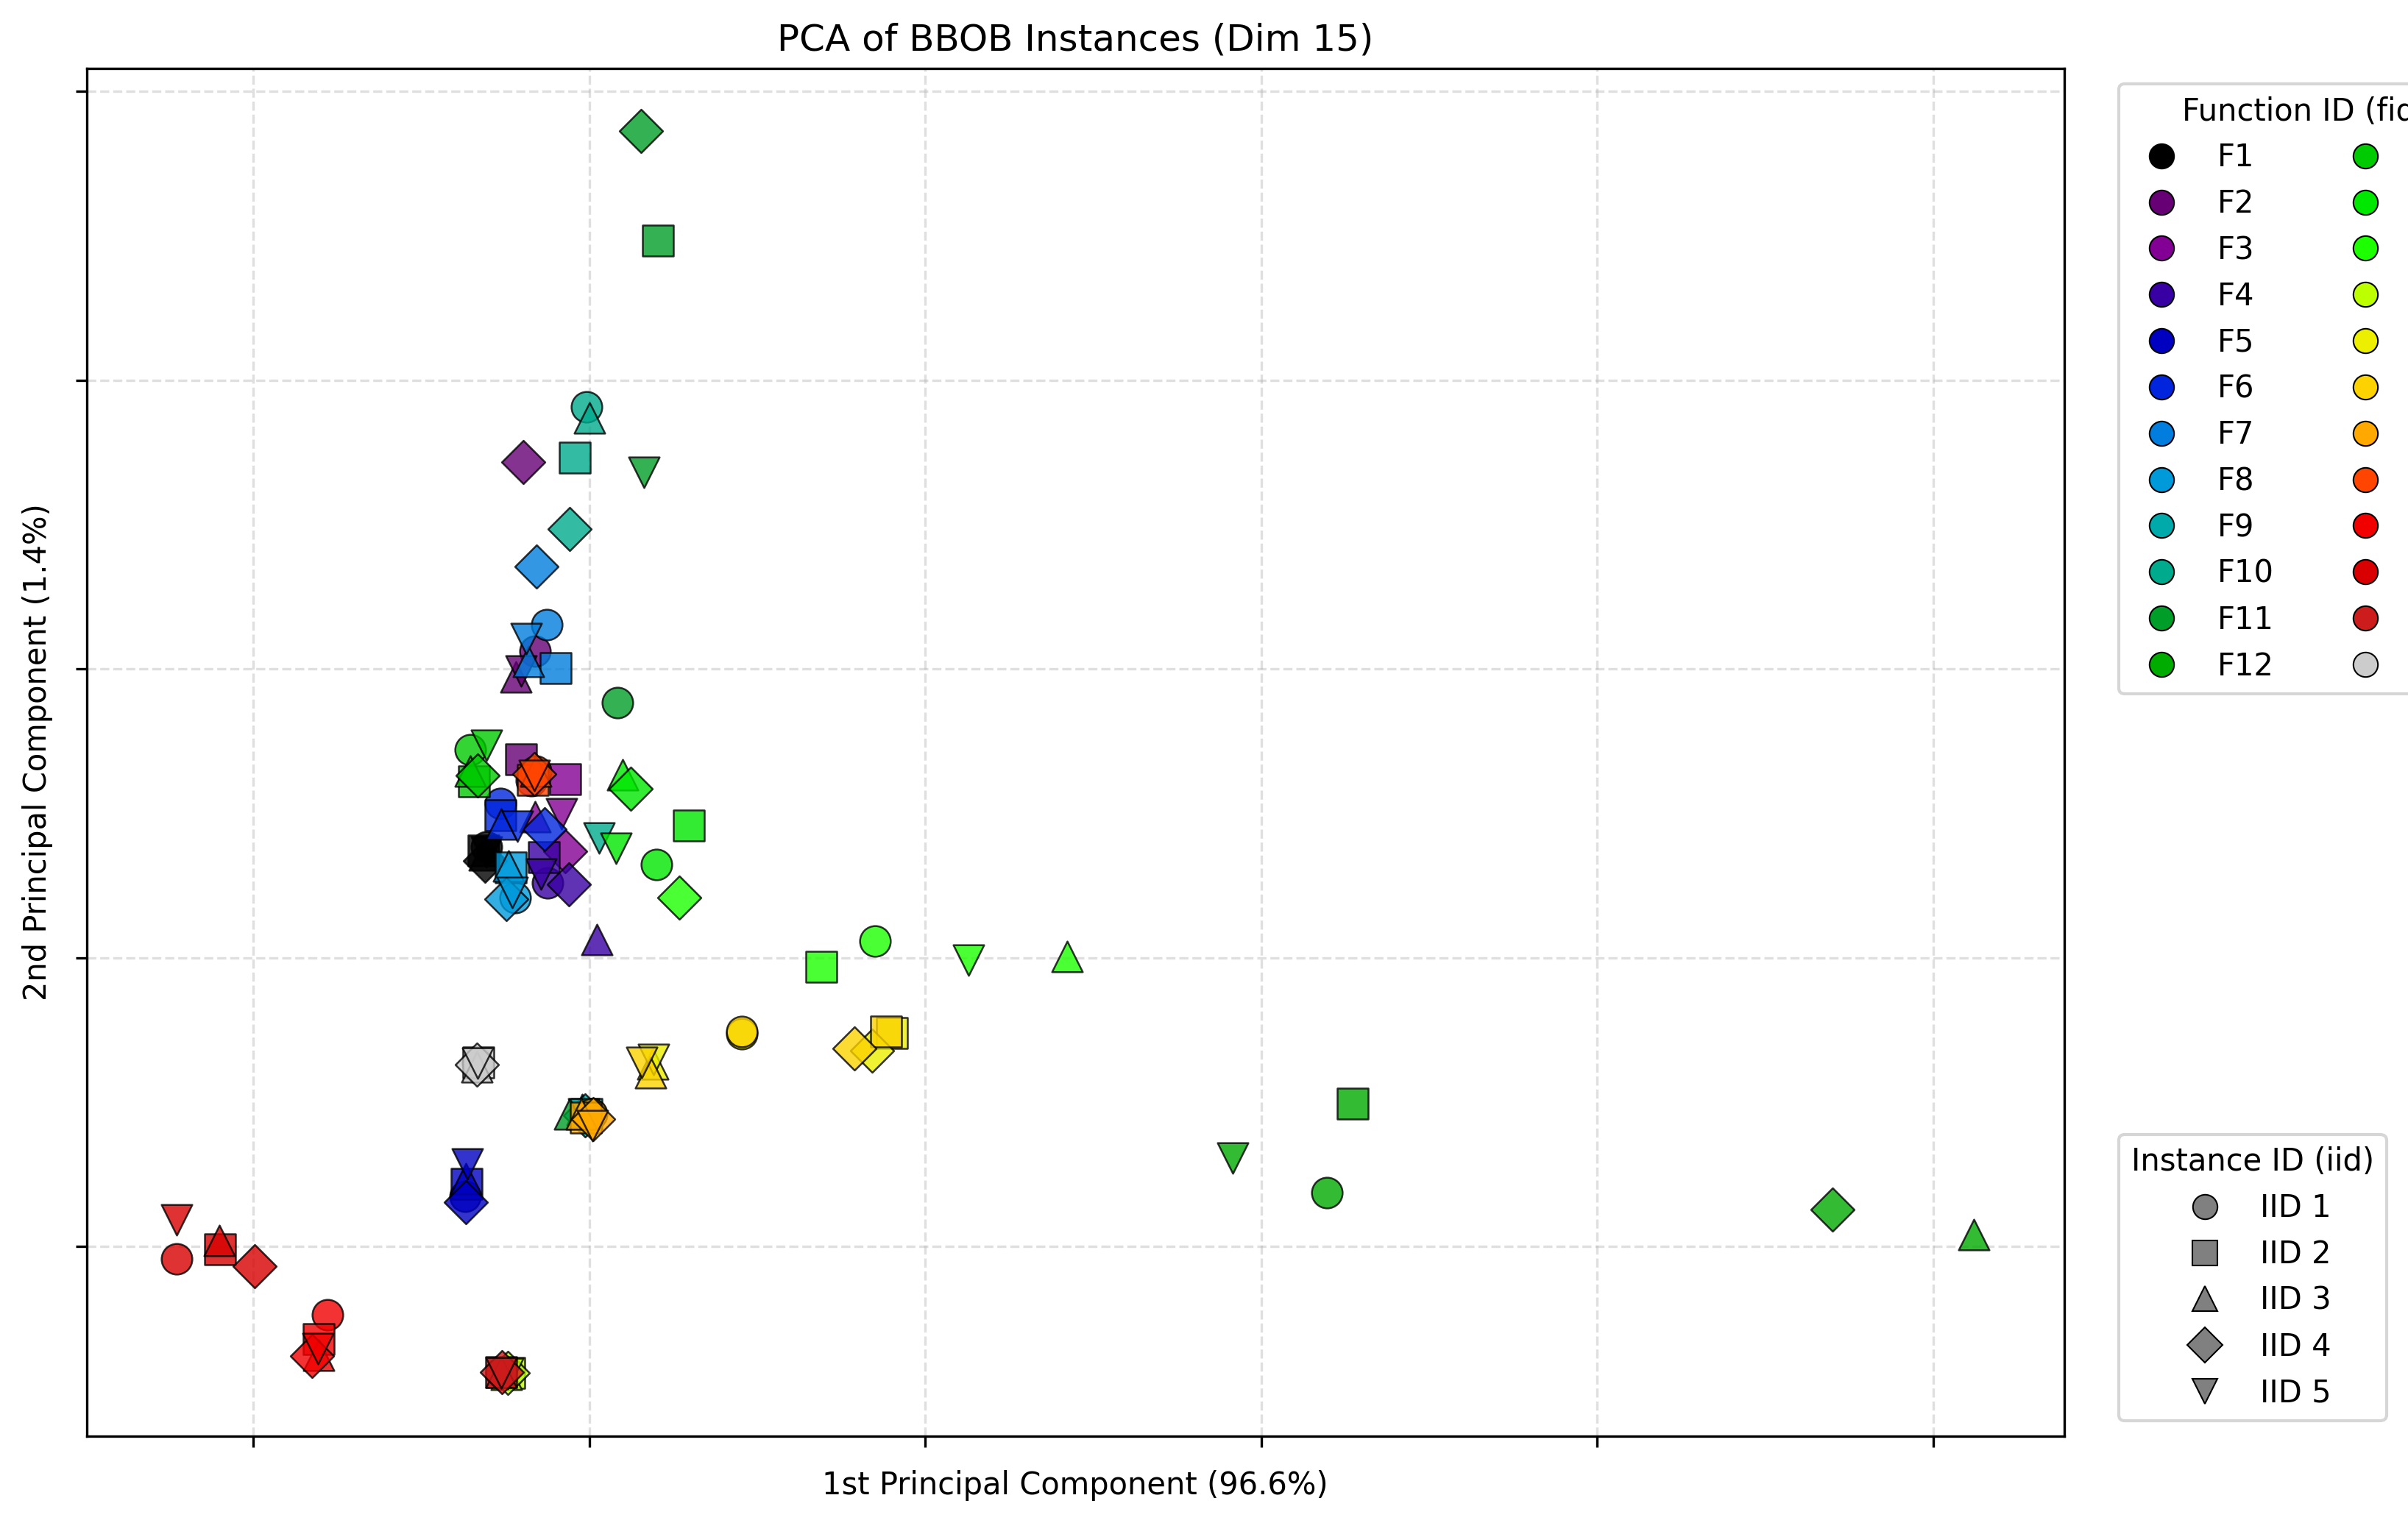 PCA of BBOB Instances (Dim 15)
2nd Principal Component (1.4%)
1st Principal Component (96.6%)
Function ID (fid
F1
F2
F3
F4
F5
F6
F7
F8
F9
F10
F11
F12
Instance ID (iid)
IID 1
IID 2
IID 3
IID 4
IID 5